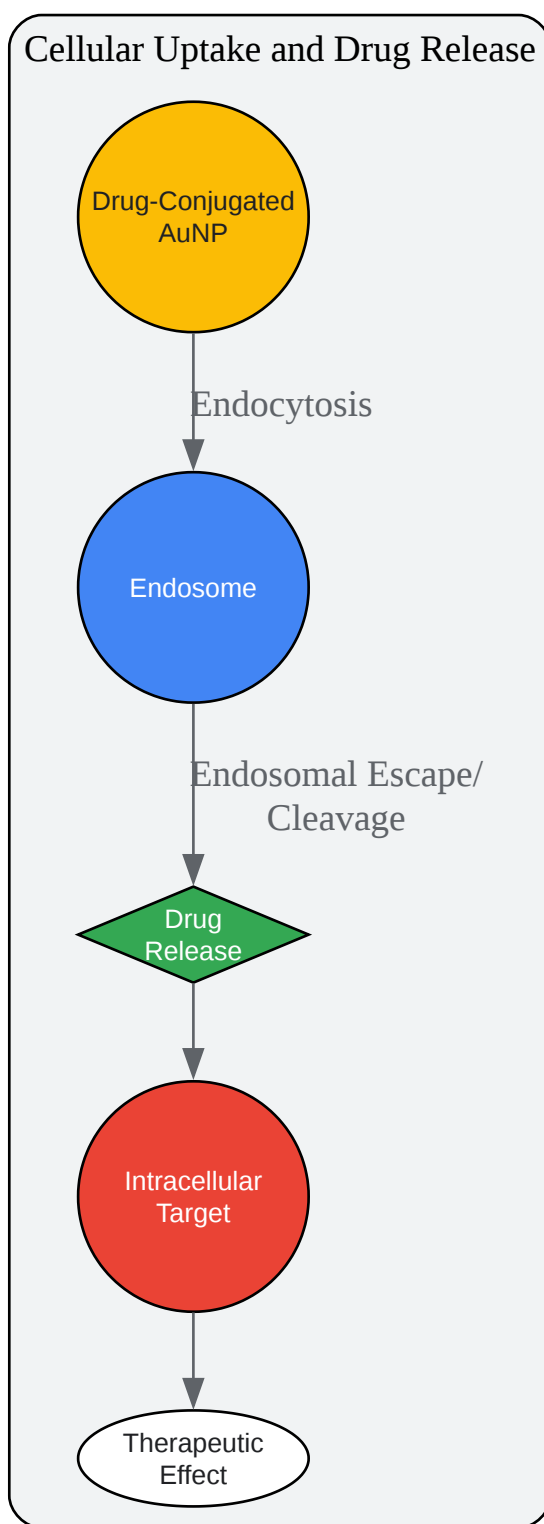 Cellular Uptake and Drug Release
Drug-Conjugated
AuNP
Endocytosis
Endosome
Endosomal Escape/
Cleavage
Drug
Release
Intracellular
Target
Therapeutic
Effect